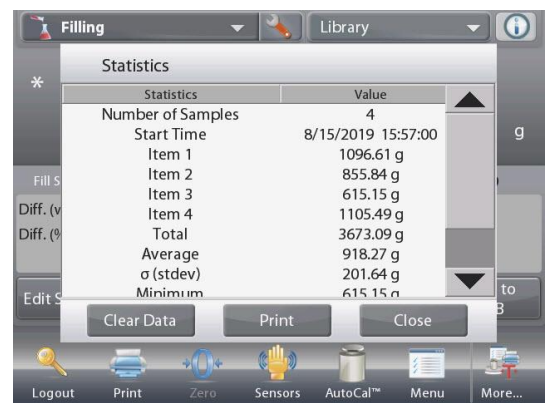 Filling Library
Statistics
*
Statistics Value
Number of Samples 4
Start Time 8/15/2019 15:57:00
g
Item 1 1096.61 g
Item 2 855.84 g
Fill S
Item 3 615.15 g
Diff. (v
Item 4 1105.49 g
Diff. (%
Total 3673.09 g
Average 918.27 g
σ (stdev) 201.64 g
Minimum 615.15 g
Edit S to
Clear Data Print Close
Logout Print Zero Sensors AutoCal™ Menu More...